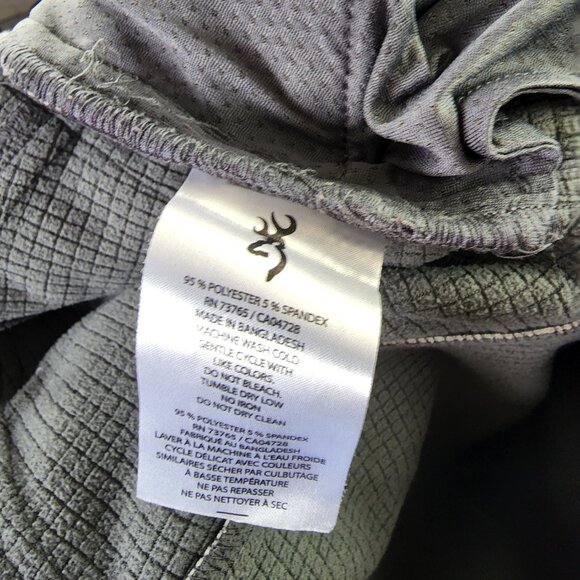 95 % POLYESTER 5 % SPANDEX
RN 73765 / CA04728
MADE IN BANGLADESH
MACHINE WASH COLD
GENTLE CYCLE WITH
LIKE COLORS.
DO NOT BLEACH.
TUMBLE DRY LOW
NO IRON
DO NOT DRY CLEAN
95 % POLYESTER 5 % SPANDEX
RN 73765 / CA04728
FABRIQUÉ AU BANGLADESH
LAVER À LA MACHINE À L'EAU FROIDE
CYCLE DÉLICAT AVEC COULEURS
SIMILAIRES SÉCHER PAR CULBUTAGE
À BASSE TEMPÉRATURE
NE PAS REPASSER
NE PAS NETTOYER À SEC